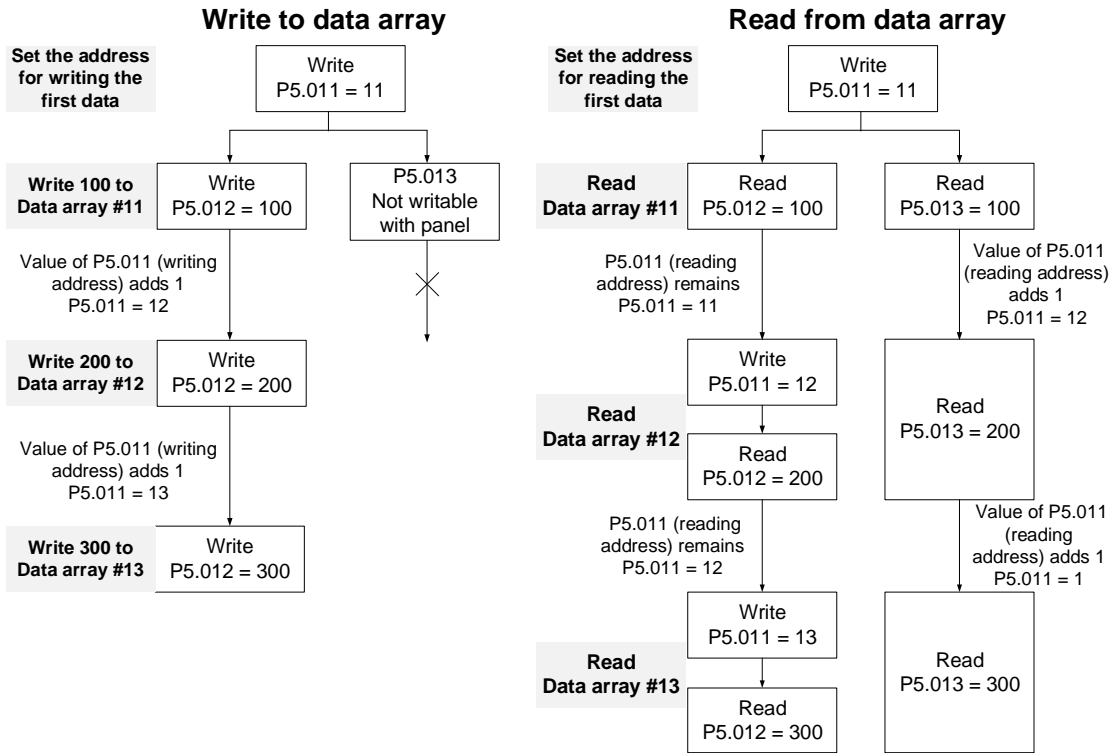 Write to data array
Set the address
for writing the
first data
Write
P5.011 = 11
Write 100 to
Data array #11
Write
P5.012 = 100
P5.013
Not writable
with panel
Value of P5.011 (writing
address) adds 1
P5.011 = 12
Write 200 to
Data array #12
Write
P5.012 = 200
Value of P5.011 (writing
address) adds 1
P5.011 = 13
Write 300 to
Data array #13
Write
P5.012 = 300
Read from data array
Set the address
for reading the
first data
Write
P5.011 = 11
Read
Data array #11
Read
P5.012 = 100
Read
P5.013 = 100
P5.011 (reading
address) remains
P5.011 = 11
Value of P5.011
(reading address)
adds 1
P5.011 = 12
Read
Data array #12
Write
P5.011 = 12
Read
P5.012 = 200
Read
P5.013 = 200
P5.011 (reading
address) remains
P5.011 = 12
Value of P5.011
(reading
address) adds 1
P5.011 = 1
Read
Data array #13
Write
P5.011 = 13
Read
P5.012 = 300
Read
P5.013 = 300